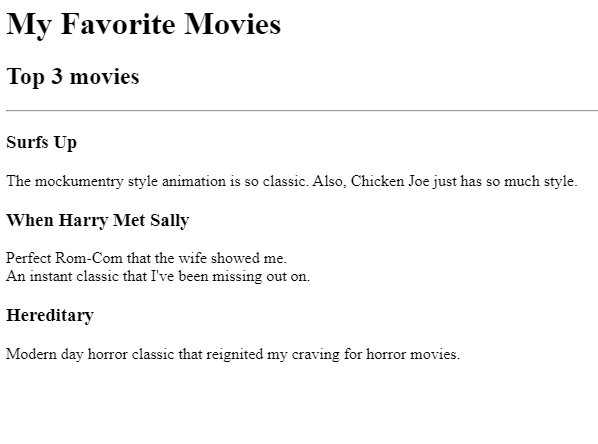 My Favorite Movies
Top 3 movies
Surfs Up
The mockumentry style animation is so classic. Also, Chicken Joe just has so much style.
When Harry Met Sally
Perfect Rom-Com that the wife showed me.
An instant classic that I've been missing out on.
Hereditary
Modern day horror classic that reignited my craving for horror movies.